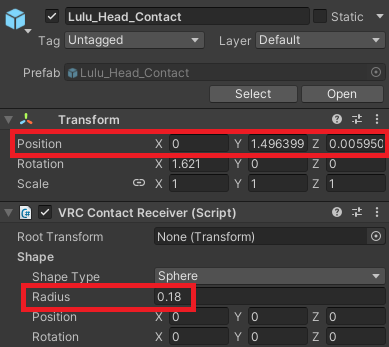 Lulu_Head_Contact Static
Tag Untagged Layer Default
Prefab Lulu_Head_Contact
Select Open
Transform
Position X 0 Y 1.496399 Z 0.005950
Rotation X 1.621 Y 0 Z 0
Scale X 1 Y 1 Z 1
VRC Contact Receiver (Script)
Root Transform None (Transform)
Shape
Shape Type Sphere
Radius 0.18
Position X 0 Y 0 Z 0
Rotation X 0 Y 0 Z 0